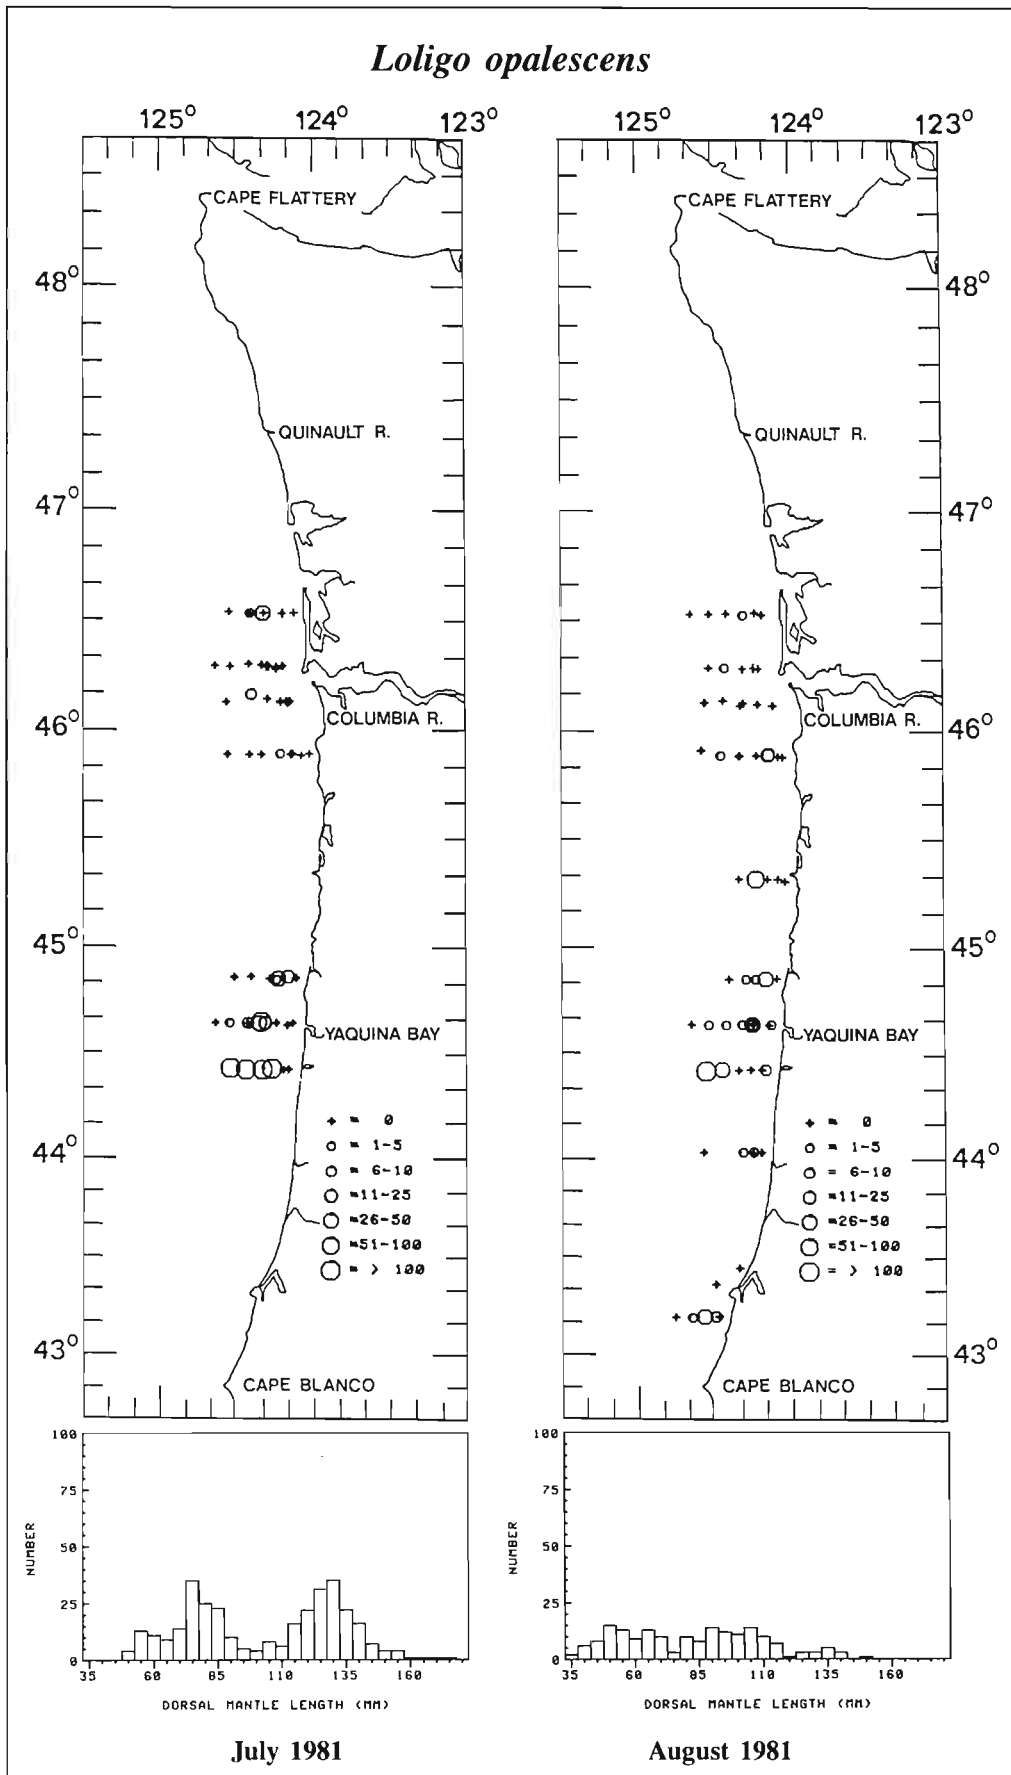 Loligo opalescens
125° 124° 123°
125° 124° 123°
CAPE FLATTERY
CAPE FLATTERY
48°
48°
QUINAULT R.
QUINAULT R.
47°
47°
COLUMBIA R.
COLUMBIA R.
46°
46°
45°
45°
YAQUINA BAY
YAQUINA BAY
+ = 0
○ = 1-5
○ = 6-10
○ =11-25
○ =26-50
○ =51-100
○ = > 100
+ = 0
○ = 1-5
○ = 6-10
○ =11-25
○ =26-50
○ =51-100
○ = > 100
44°
44°
43°
43°
CAPE BLANCO
CAPE BLANCO
100
75
50
25
0
NUMBER
35 60 85 110 135 160
DORSAL MANTLE LENGTH (MM)
July 1981
100
75
50
25
0
NUMBER
35 60 85 110 135 160
DORSAL MANTLE LENGTH (MM)
August 1981